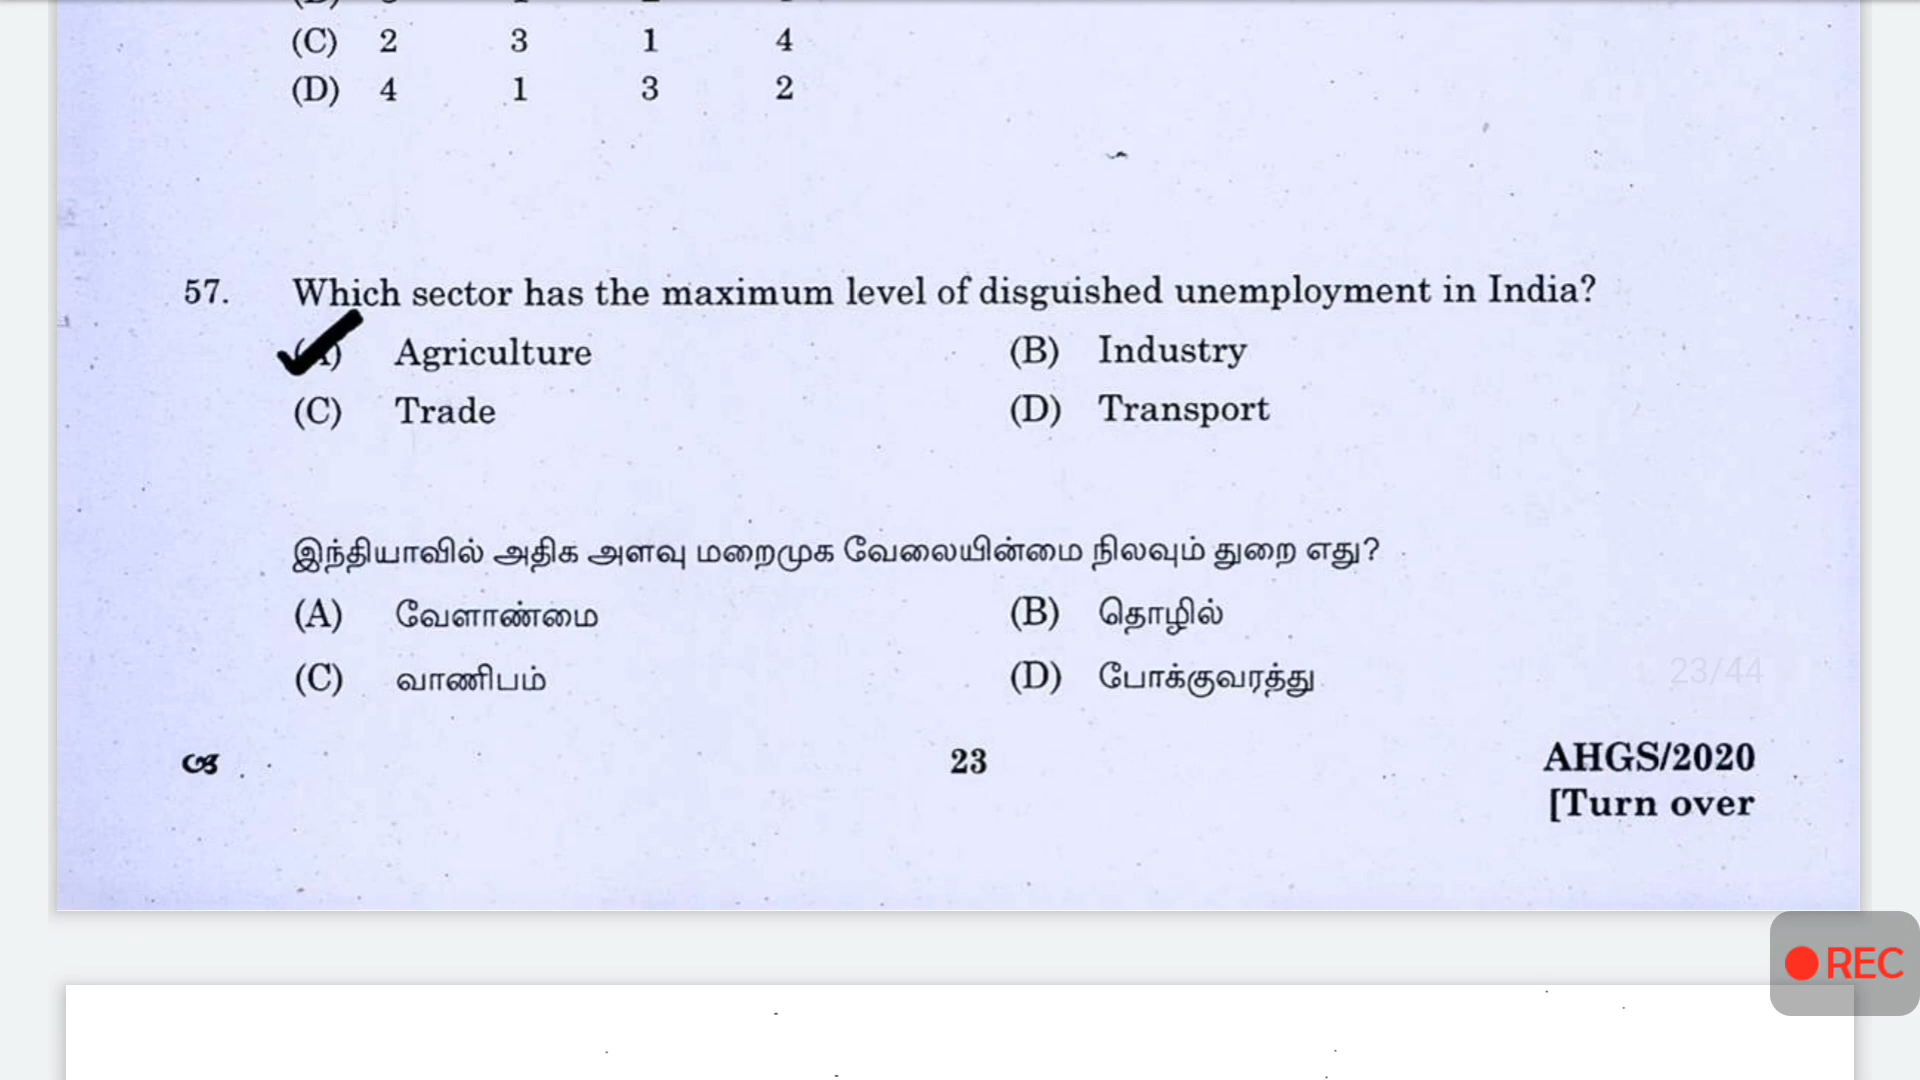 (C) 2 3 1 4
(D) 4 1 3 2
57. Which sector has the maximum level of disguished unemployment in India?
(A) Agriculture (B) Industry
(C) Trade (D) Transport
இந்தியாவில் அதிக அளவு மறைமுக வேலையின்மை நிலவும் துறை எது?
(A) வேளாண்மை (B) தொழில்
(C) வாணிபம் (D) போக்குவரத்து
23/44
23 AHGS/2020
[Turn over
REC